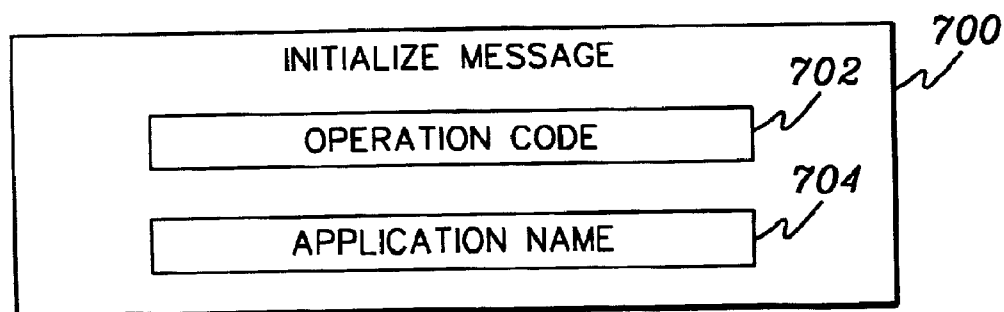 700
INITIALIZE MESSAGE
702
OPERATION CODE
704
APPLICATION NAME